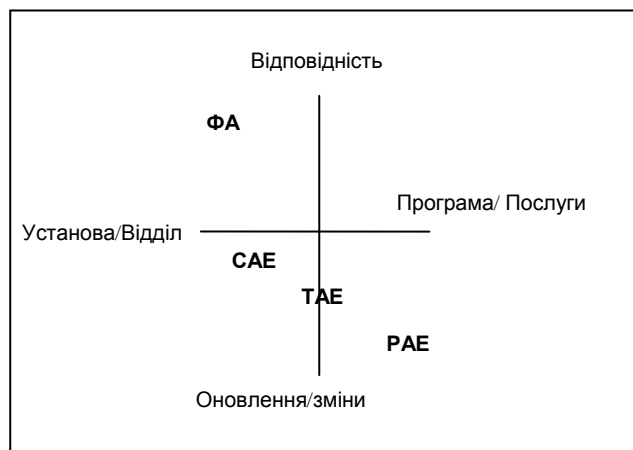 Відповідність
ФА
Програма/ Послуги
Установа/Відділ
САЕ
ТАЕ
РАЕ
Оновлення/зміни